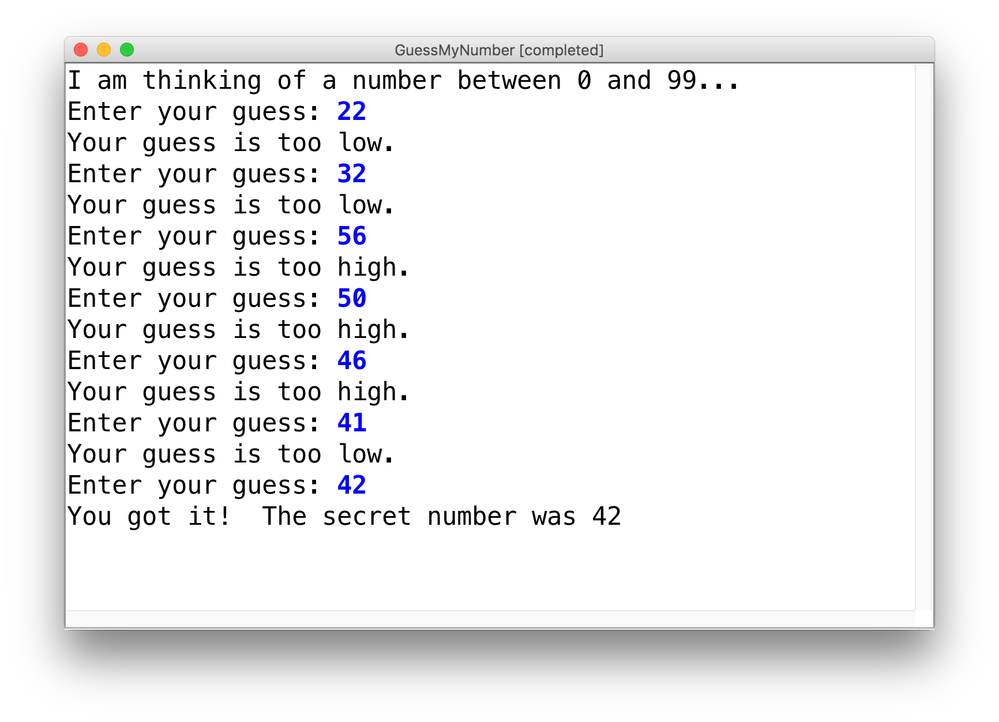 GuessMyNumber [completed]
I am thinking of a number between 0 and 99...
Enter your guess: 22
Your guess is too low.
Enter your guess: 32
Your guess is too low.
Enter your guess: 56
Your guess is too high.
Enter your guess: 50
Your guess is too high.
Enter your guess: 46
Your guess is too high.
Enter your guess: 41
Your guess is too low.
Enter your guess: 42
You got it!  The secret number was 42